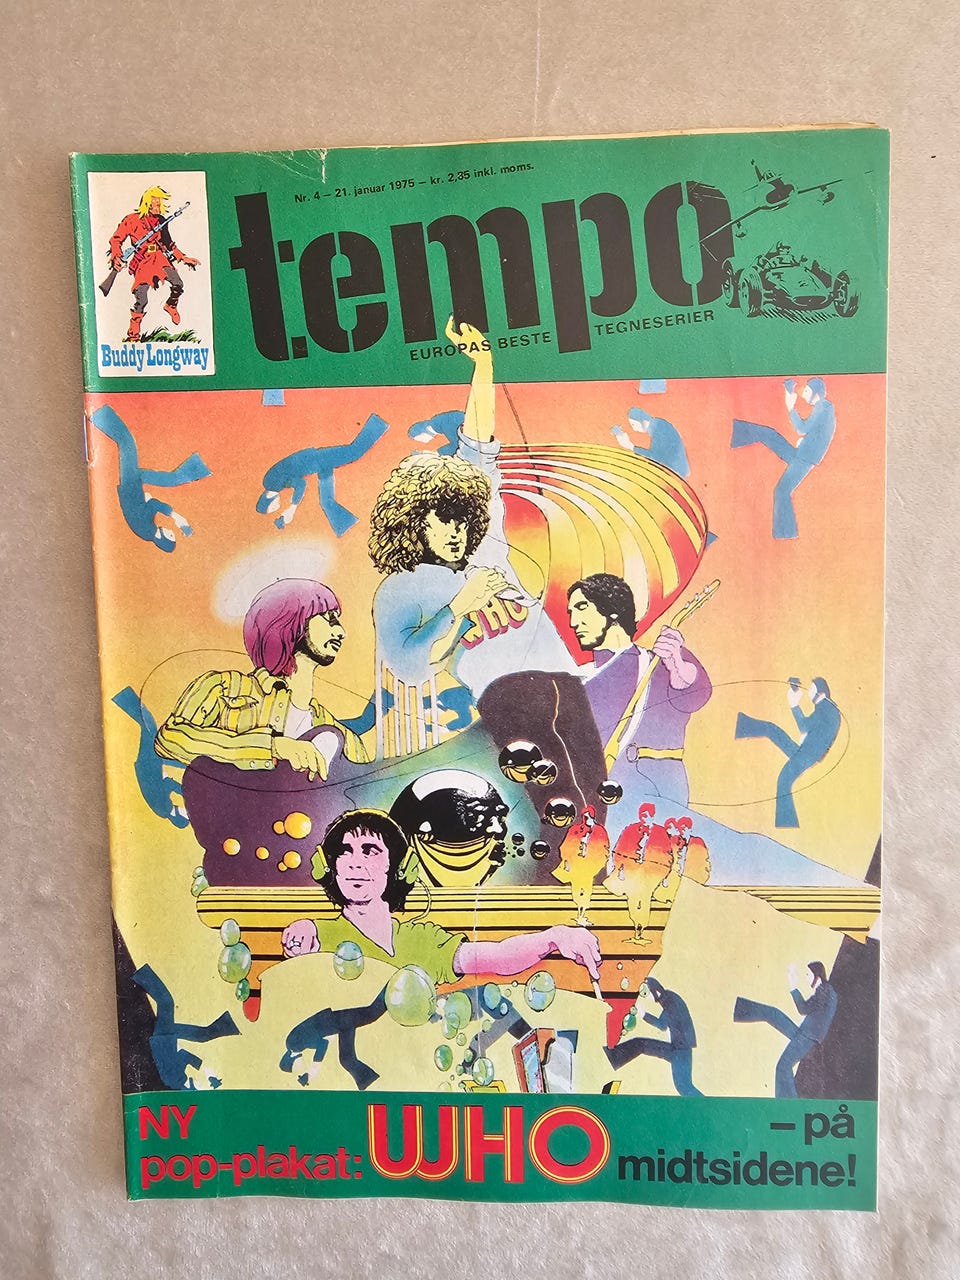 Nr. 4 – 21. januar 1975 – kr. 2,35 inkl. moms.
tempo
EUROPAS BESTE TEGNESERIER
Buddy Longway
WHO
NY
pop-plakat: WHO – på
midtsidene!